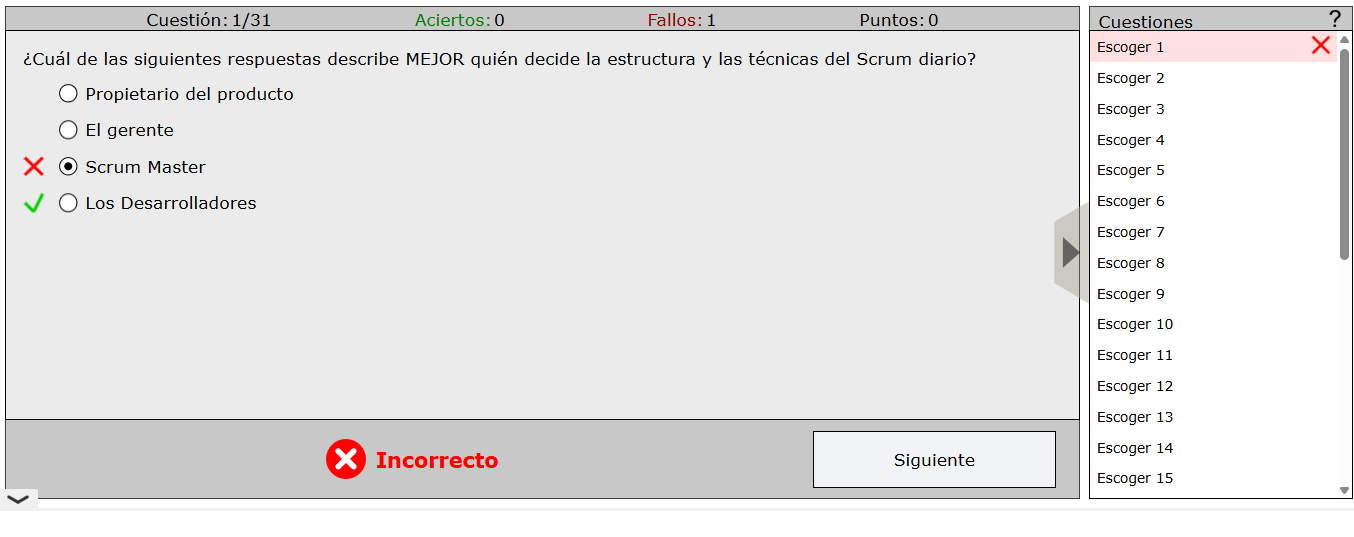 Cuestión: 1/31 Aciertos: 0 Fallos: 1 Puntos: 0
¿Cuál de las siguientes respuestas describe MEJOR quién decide la estructura y las técnicas del Scrum diario?
Propietario del producto
El gerente
Scrum Master
Los Desarrolladores
Incorrecto
Siguiente
Cuestiones ?
Escoger 1
Escoger 2
Escoger 3
Escoger 4
Escoger 5
Escoger 6
Escoger 7
Escoger 8
Escoger 9
Escoger 10
Escoger 11
Escoger 12
Escoger 13
Escoger 14
Escoger 15